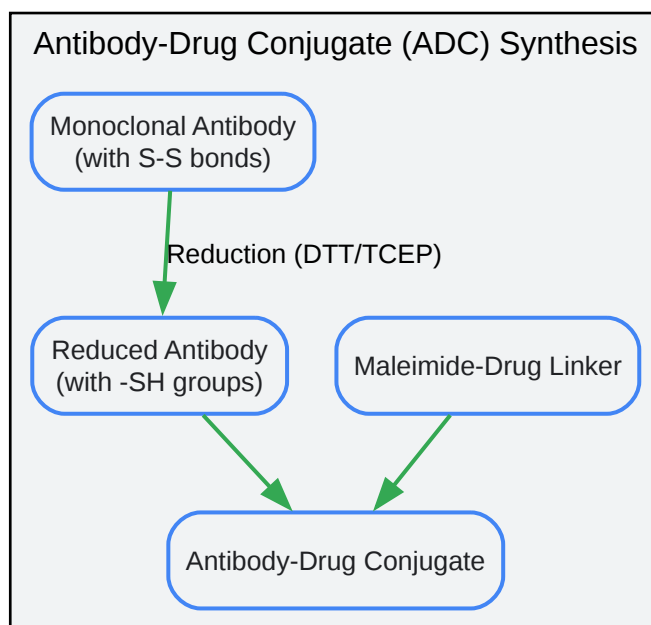 Antibody-Drug Conjugate (ADC) Synthesis
Monoclonal Antibody
(with S-S bonds)
Reduction (DTT/TCEP)
Reduced Antibody
(with -SH groups)
Maleimide-Drug Linker
Antibody-Drug Conjugate